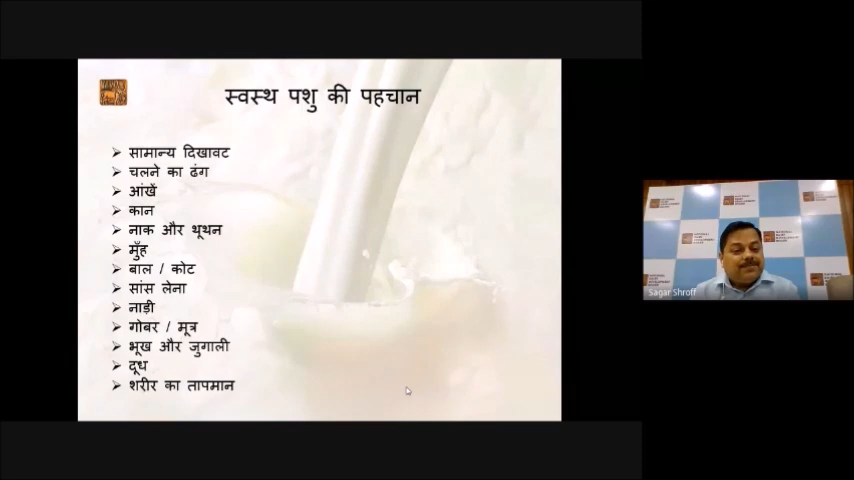 स्वस्थ पशु की पहचान
सामान्य दिखावट
चलने का ढंग
आंखें
कान
नाक और थूथन
मुँह
बाल / कोट
सांस लेना
नाड़ी
गोबर / मूत्र
भूख और जुगाली
दूध
शरीर का तापमान
Sagar Shroff